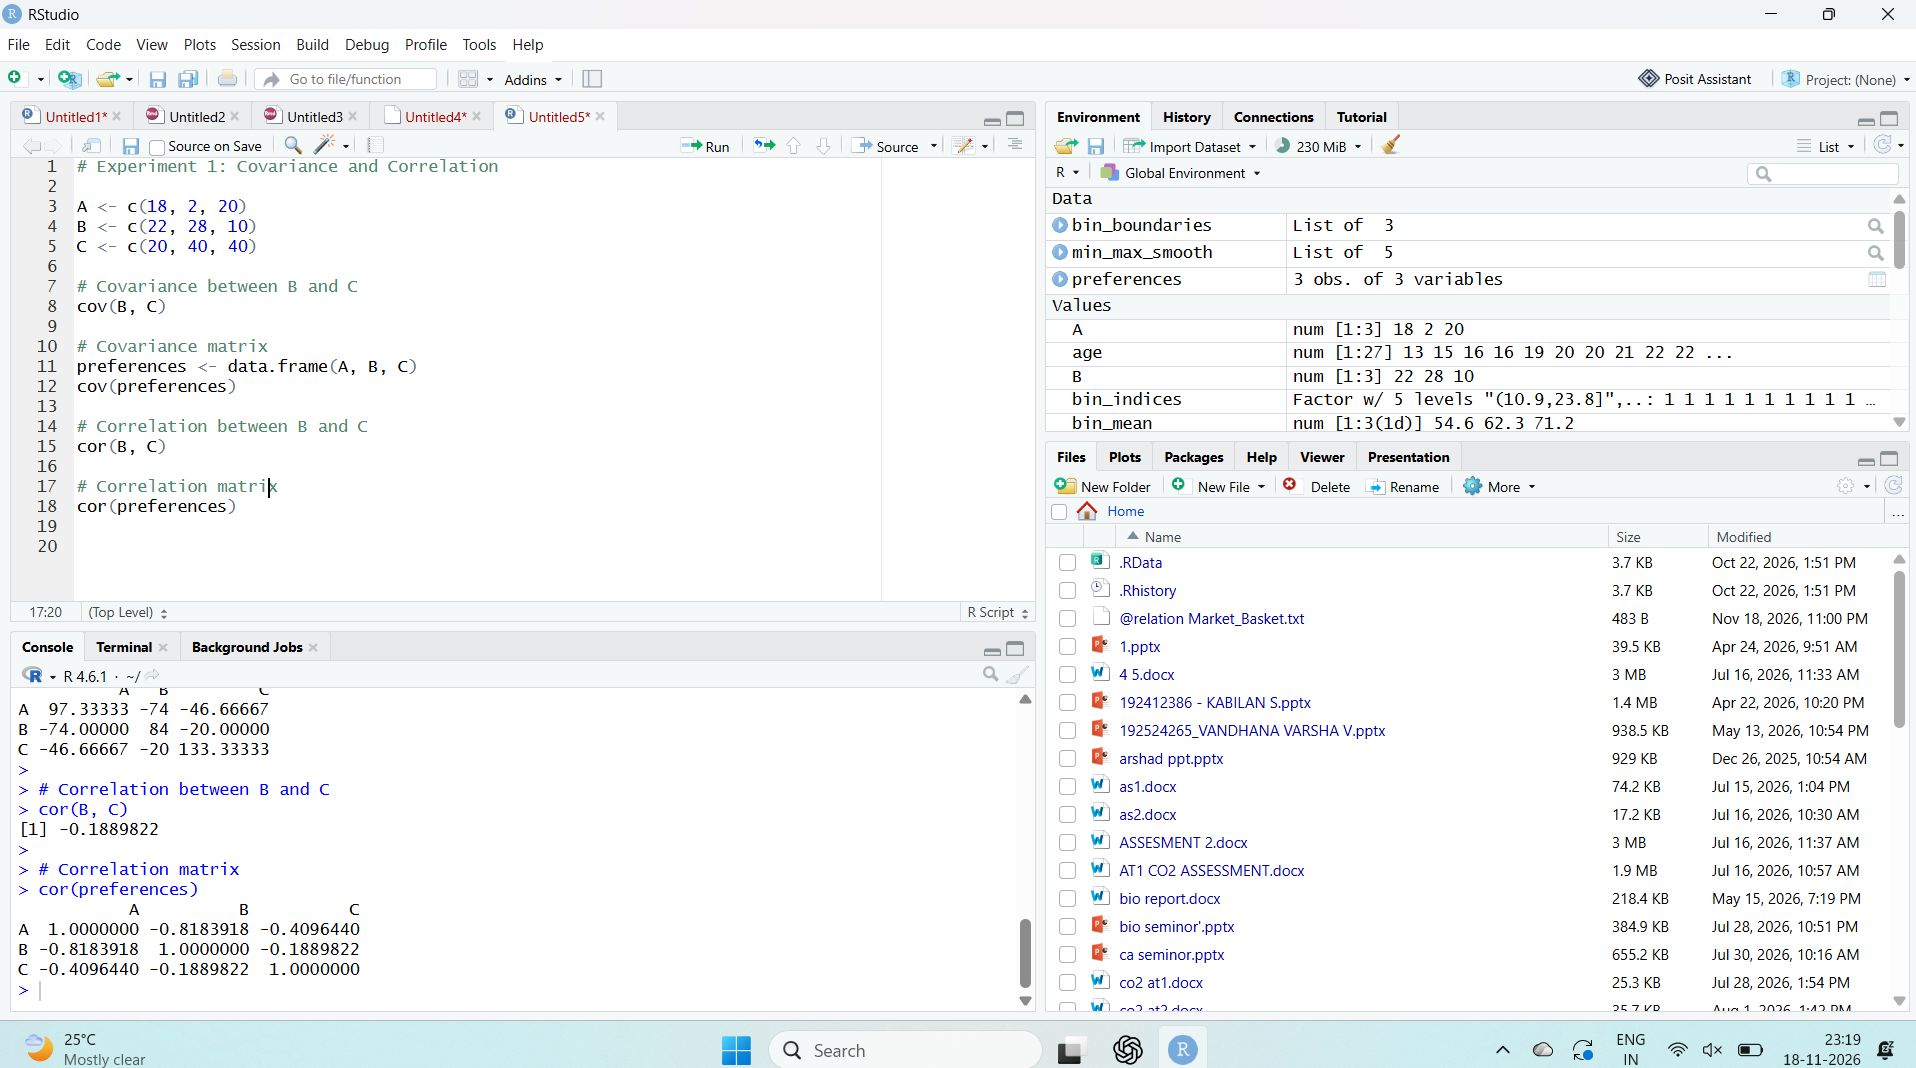 RStudio
File Edit Code View Plots Session Build Debug Profile Tools Help
Go to file/function Addins Posit Assistant Project: (None)
Untitled1* Untitled2 Untitled3 Untitled4* Untitled5*
Source on Save Run Source
1 # Experiment 1: Covariance and Correlation
2
3 A <- c(18, 2, 20)
4 B <- c(22, 28, 10)
5 C <- c(20, 40, 40)
6
7 # Covariance between B and C
8 cov(B, C)
9
10 # Covariance matrix
11 preferences <- data.frame(A, B, C)
12 cov(preferences)
13
14 # Correlation between B and C
15 cor(B, C)
16
17 # Correlation matrix
18 cor(preferences)
19
20
17:20 (Top Level) R Script
Console Terminal Background Jobs
R 4.6.1 · ~/
A B C
A 97.33333 -74 -46.66667
B -74.00000 84 -20.00000
C -46.66667 -20 133.33333
>
> # Correlation between B and C
> cor(B, C)
[1] -0.1889822
>
> # Correlation matrix
> cor(preferences)
A B C
A 1.0000000 -0.8183918 -0.4096440
B -0.8183918 1.0000000 -0.1889822
C -0.4096440 -0.1889822 1.0000000
>
Environment History Connections Tutorial
Import Dataset 230 MiB List
R Global Environment
Data
bin_boundaries List of 3
min_max_smooth List of 5
preferences 3 obs. of 3 variables
Values
A num [1:3] 18 2 20
age num [1:27] 13 15 16 16 19 20 20 21 22 22 ...
B num [1:3] 22 28 10
bin_indices Factor w/ 5 levels "(10.9,23.8]",..: 1 1 1 1 1 1 1 1 1 1 …
bin_mean num [1:3(1d)] 54.6 62.3 71.2
Files Plots Packages Help Viewer Presentation
New Folder New File Delete Rename More
Home ...
Name Size Modified
.RData 3.7 KB Oct 22, 2026, 1:51 PM
.Rhistory 3.7 KB Oct 22, 2026, 1:51 PM
@relation Market_Basket.txt 483 B Nov 18, 2026, 11:00 PM
1.pptx 39.5 KB Apr 24, 2026, 9:51 AM
4 5.docx 3 MB Jul 16, 2026, 11:33 AM
192412386 - KABILAN S.pptx 1.4 MB Apr 22, 2026, 10:20 PM
192524265_VANDHANA VARSHA V.pptx 938.5 KB May 13, 2026, 10:54 PM
arshad ppt.pptx 929 KB Dec 26, 2025, 10:54 AM
as1.docx 74.2 KB Jul 15, 2026, 1:04 PM
as2.docx 17.2 KB Jul 16, 2026, 10:30 AM
ASSESMENT 2.docx 3 MB Jul 16, 2026, 11:37 AM
AT1 CO2 ASSESSMENT.docx 1.9 MB Jul 16, 2026, 10:57 AM
bio report.docx 218.4 KB May 15, 2026, 7:19 PM
bio seminor'.pptx 384.9 KB Jul 28, 2026, 10:51 PM
ca seminor.pptx 655.2 KB Jul 30, 2026, 10:16 AM
co2 at1.docx 25.3 KB Jul 28, 2026, 1:54 PM
co2 at2.docx 35.7 KB Aug 1, 2026, 1:42 PM
25°C
Mostly clear
Search
ENG
IN
23:19
18-11-2026